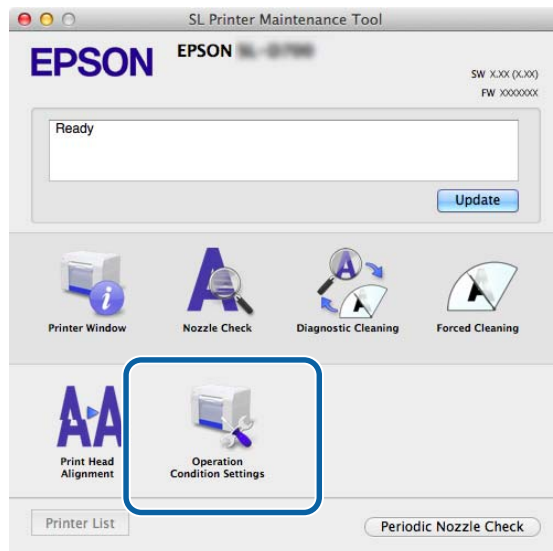 SL Printer Maintenance Tool
EPSON
EPSON
SW X.XX (X.XX)
FW XXXXXXX
Ready
Update
Printer Window
Nozzle Check
Diagnostic Cleaning
Forced Cleaning
Print Head
Alignment
Operation
Condition Settings
Printer List
Periodic Nozzle Check